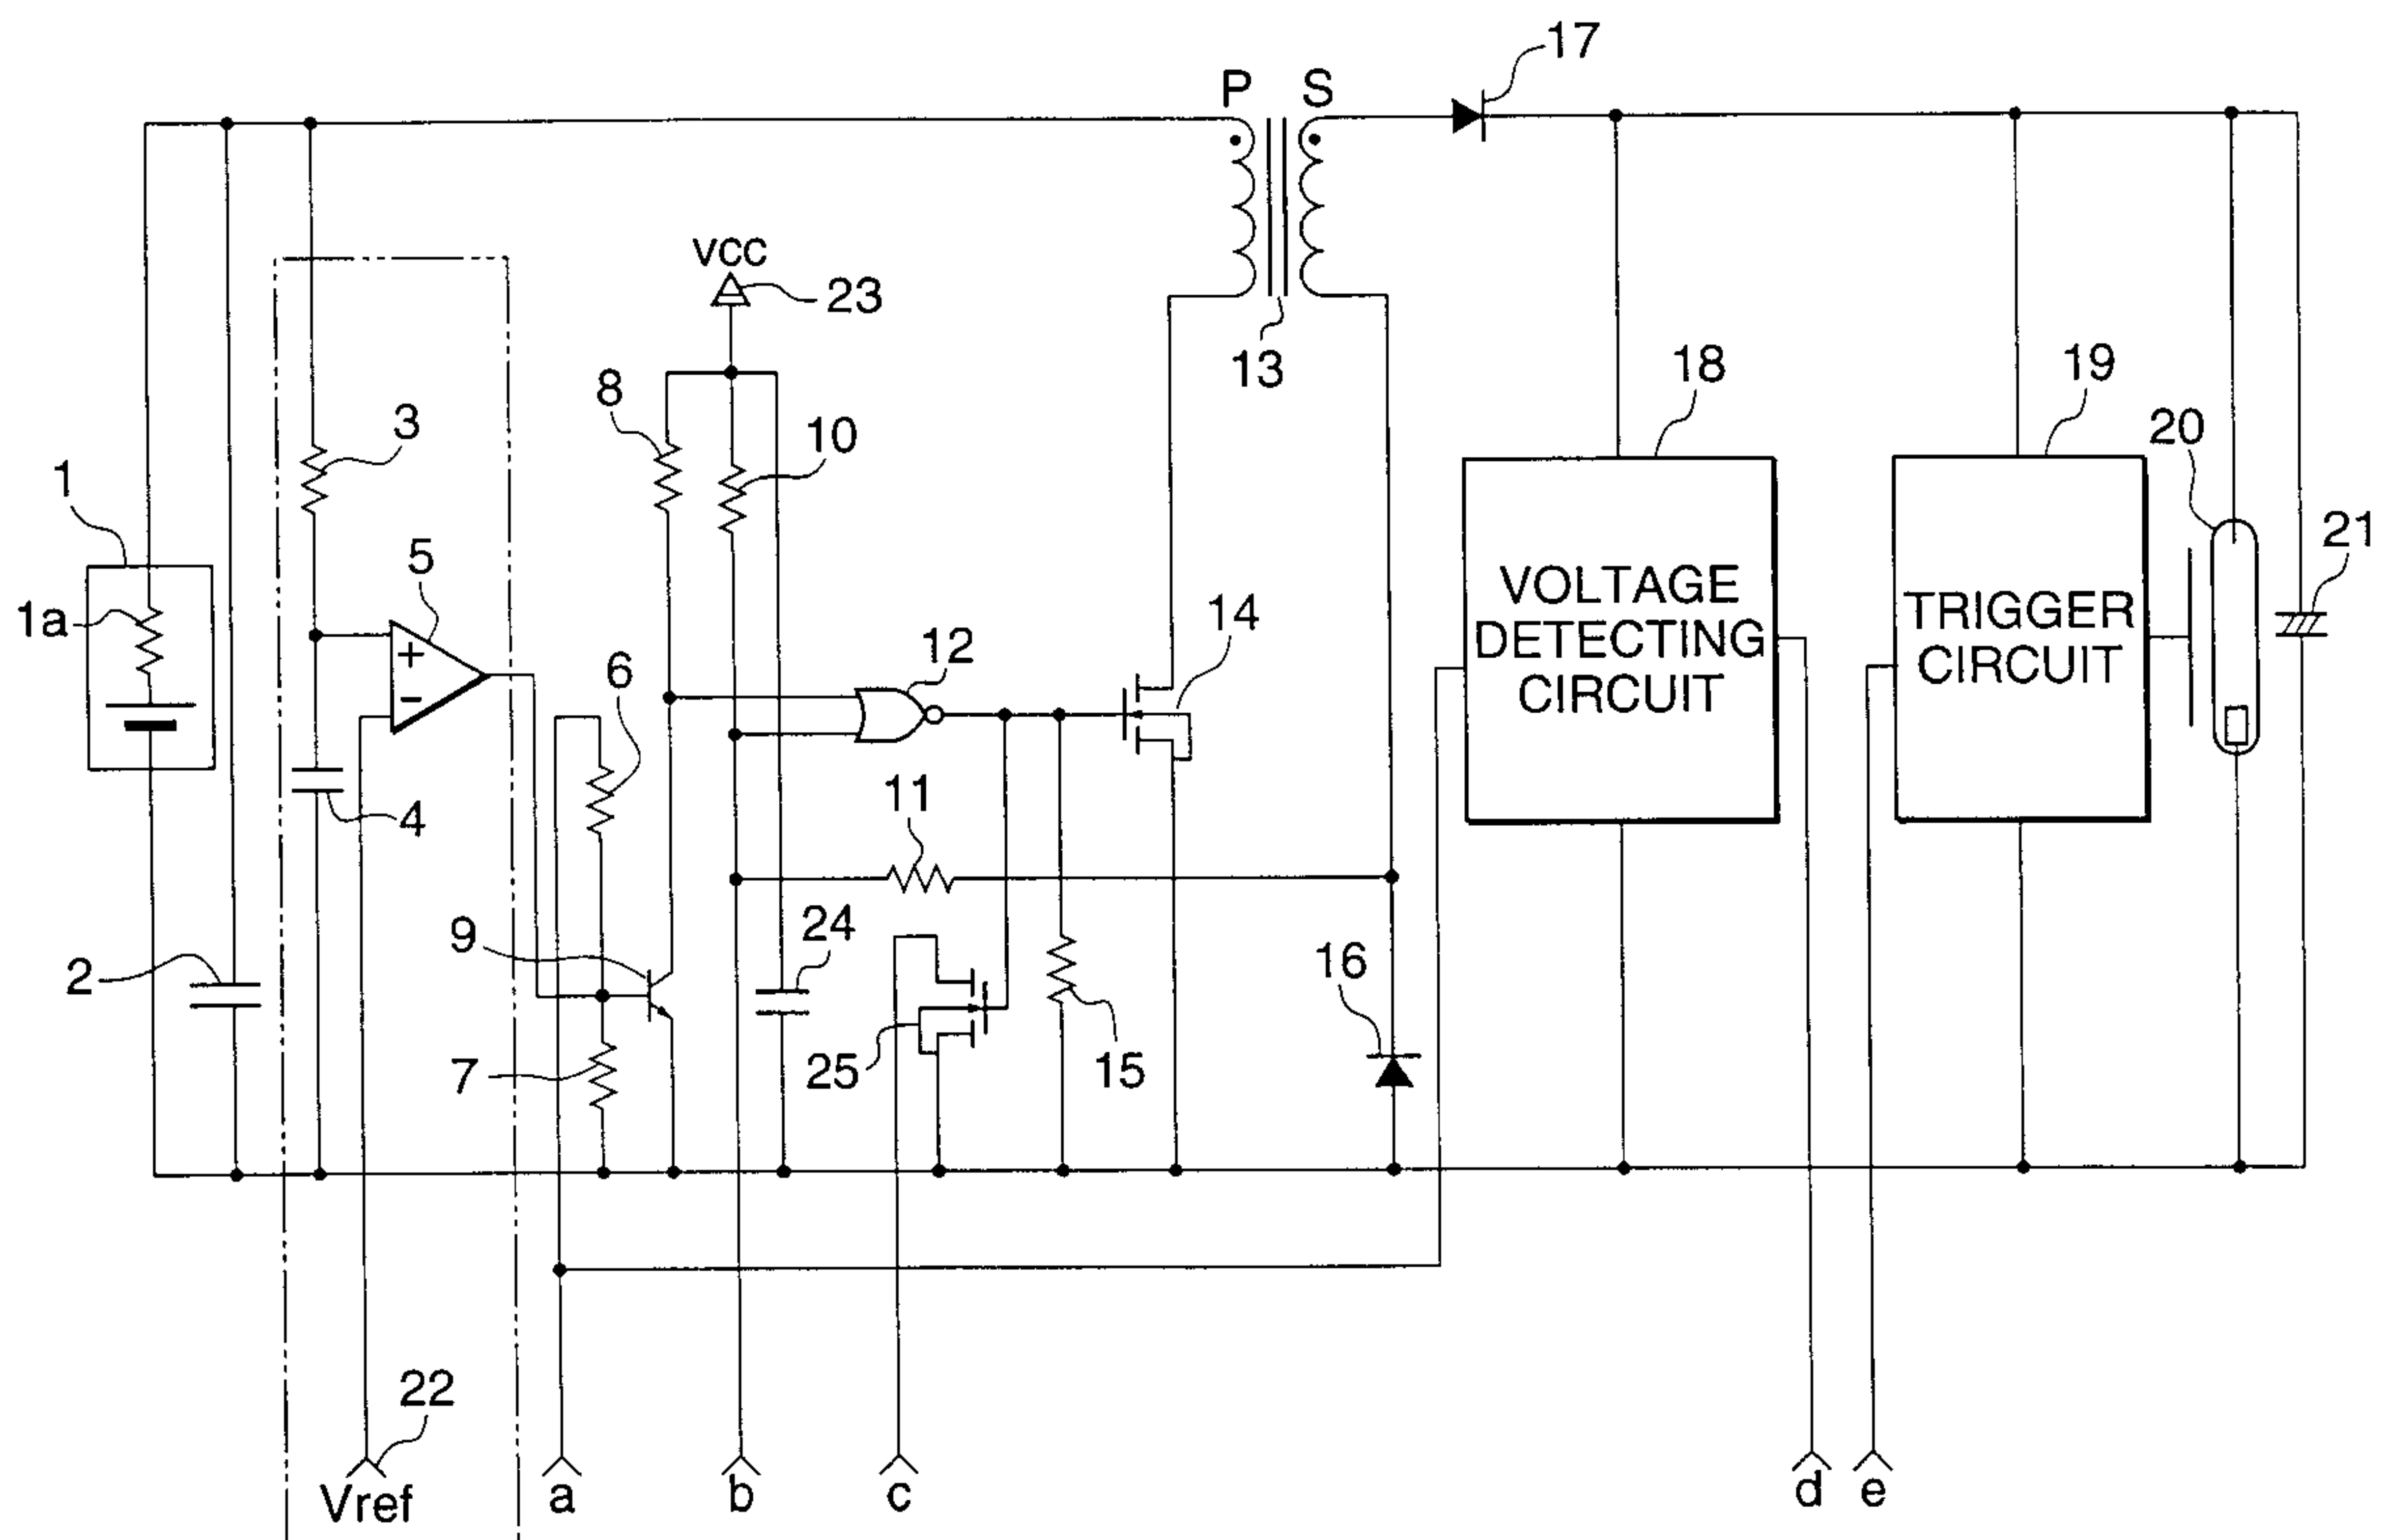 17
P S
VCC
23
13
8
18
19
3
10
20
1
5
21
1a
VOLTAGE
DETECTING
CIRCUIT
TRIGGER
CIRCUIT
14
12
6
+
−
11
4
9
24
16
2
7
25
15
22
Vref
a
b
c
d
e